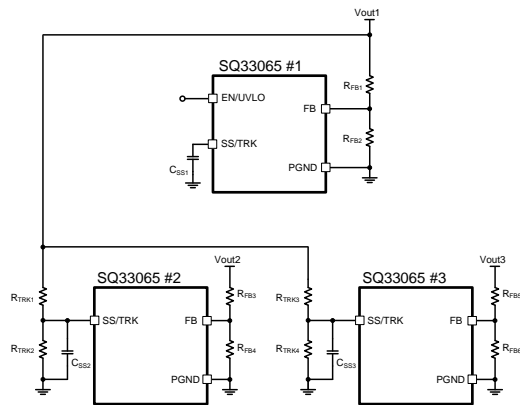 Vout1
SQ33065 #1
RFB1
EN/UVLO
FB
RFB2
SS/TRK
CSS1
PGND
Vout2
Vout3
SQ33065 #2
SQ33065 #3
RTRK1
RFB3
RTRK3
RFB5
SS/TRK
FB
SS/TRK
FB
RTRK2
CSS2
RFB4
RTRK4
CSS3
RFB6
PGND
PGND